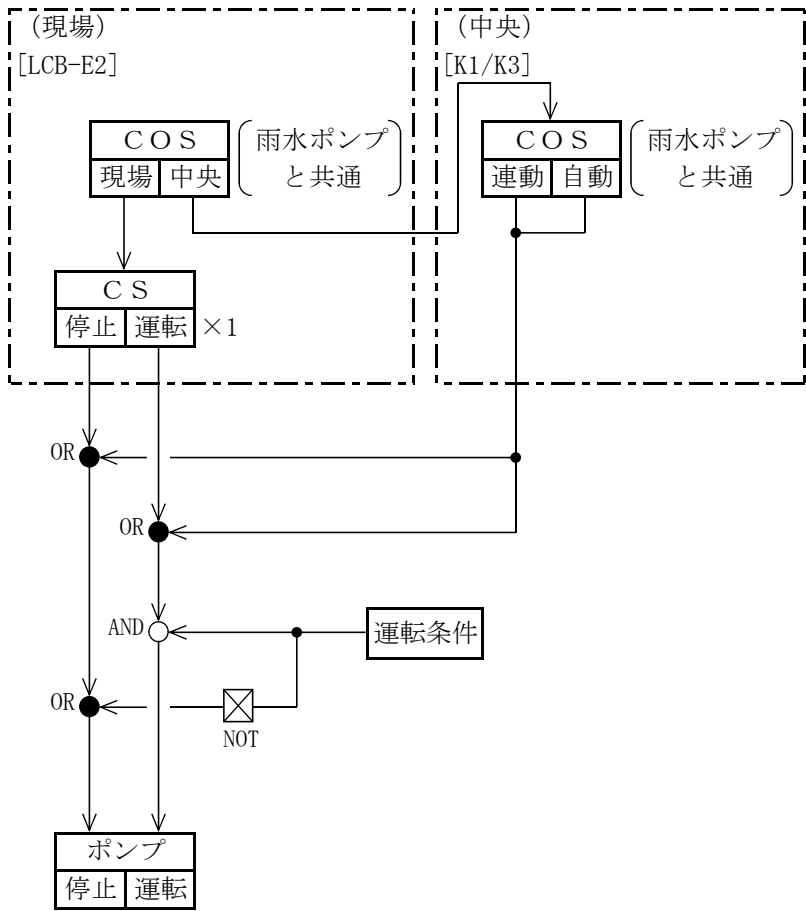 (現場)
[LCB-E2]
(中央)
[K1/K3]
COS
現場 中央
雨水ポンプ
と共通
COS
連動 自動
雨水ポンプ
と共通
CS
停止 運転 ×1
OR
OR
AND
運転条件
OR
NOT
ポンプ
停止 運転